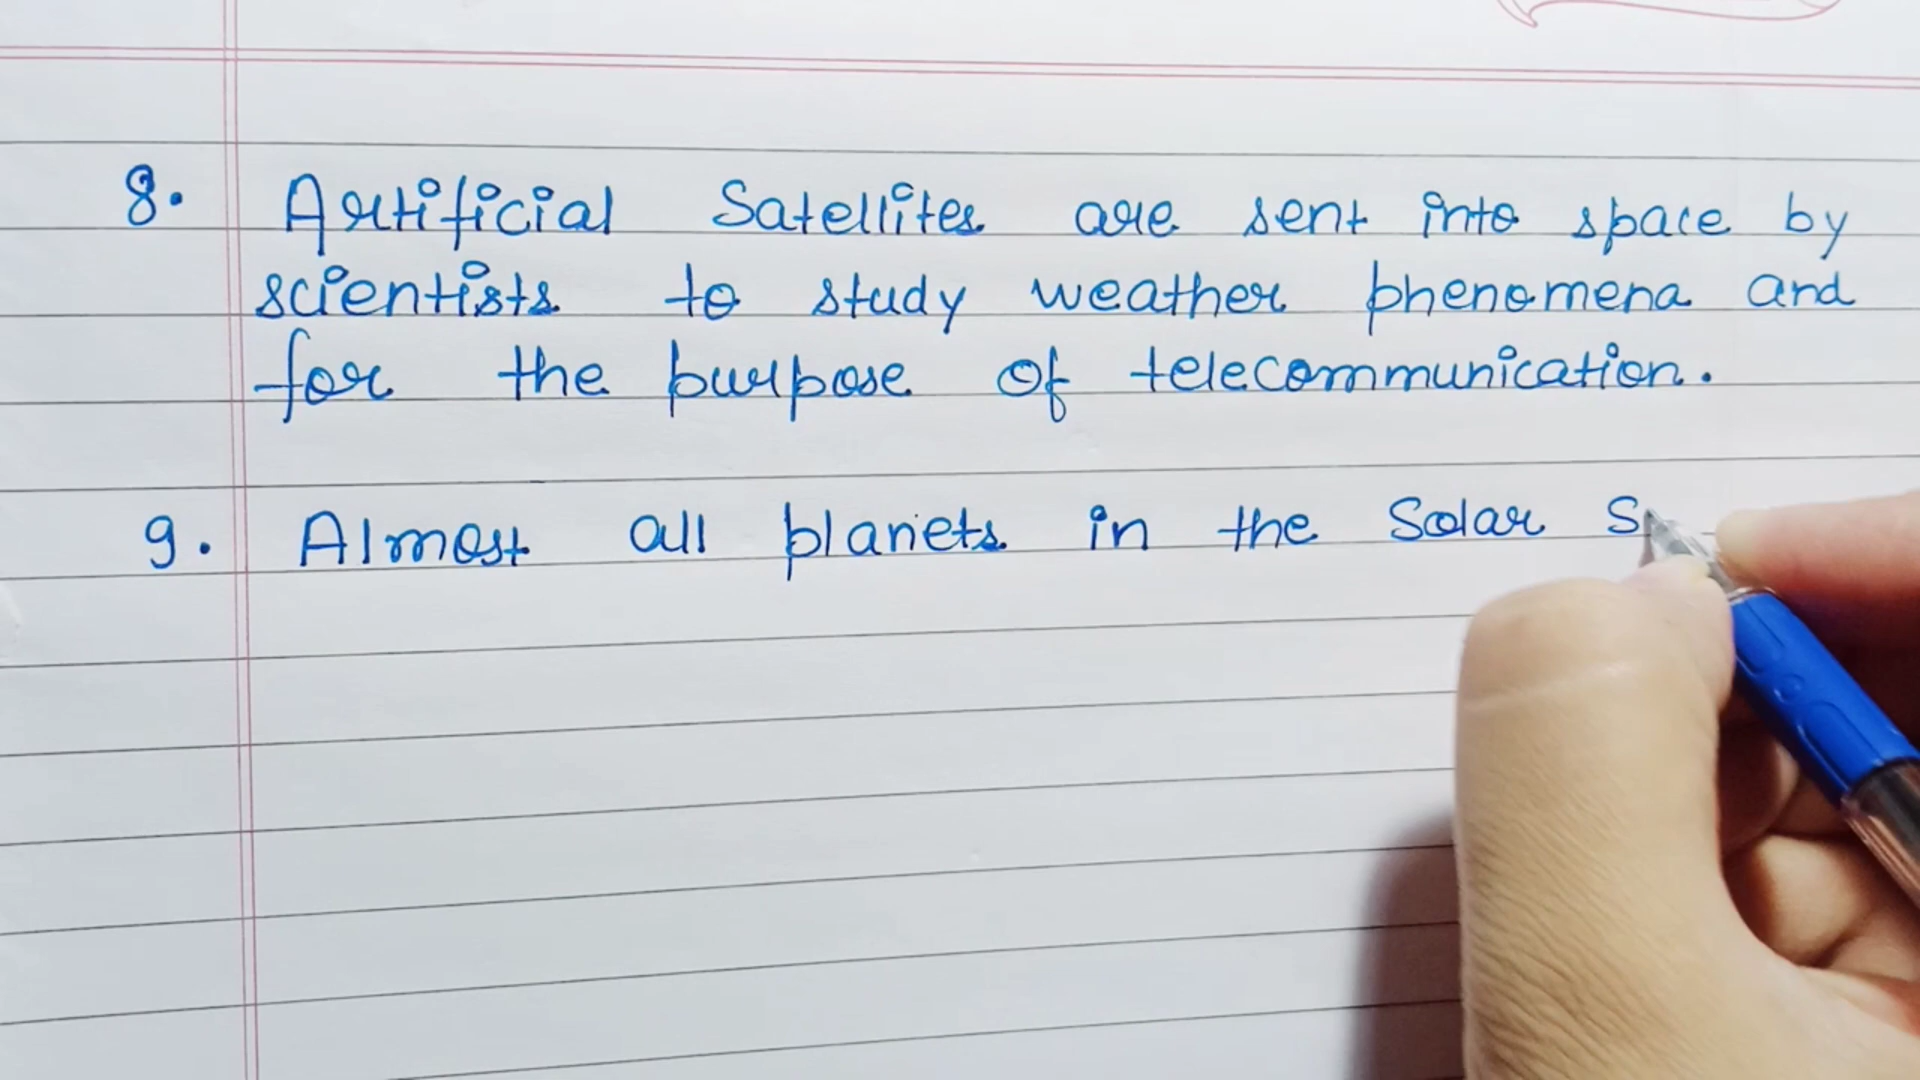 8. Artificial Satellites are sent into space by
scientists to study weather phenomena and
for the purpose of telecommunication.
9. Almost all planets in the Solar S